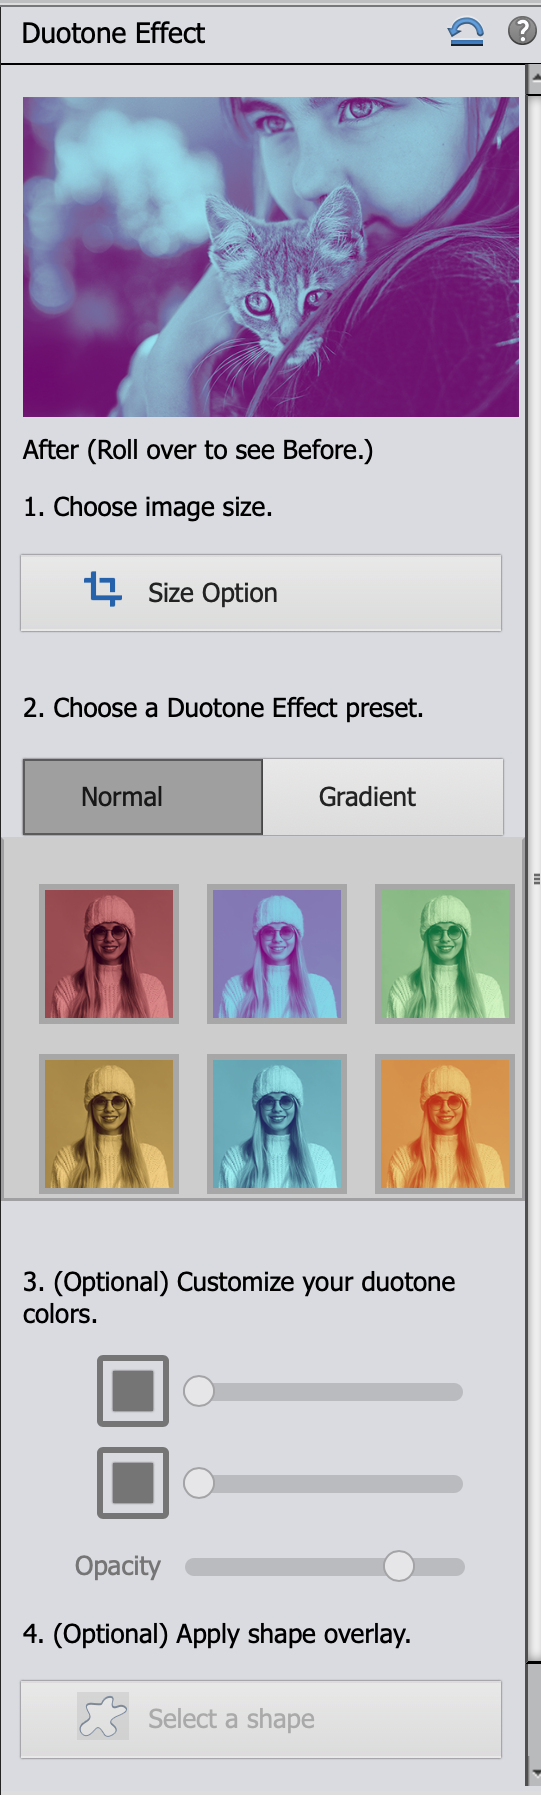 Duotone Effect
?
After (Roll over to see Before.)
1. Choose image size.
Size Option
2. Choose a Duotone Effect preset.
Normal
Gradient
3. (Optional) Customize your duotone
colors.
Opacity
4. (Optional) Apply shape overlay.
Select a shape